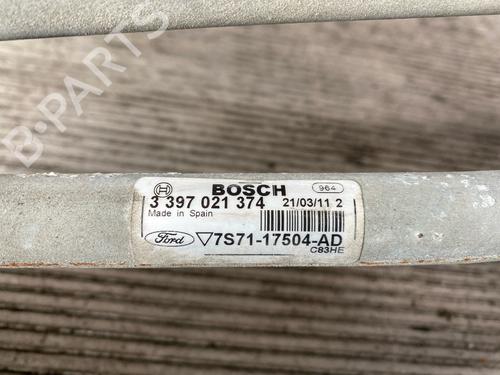 B-PARTS
BOSCH
964
3 397 021 374
21/03/11 2
Made in Spain
Ford
7S71-17504-AD
C83HE